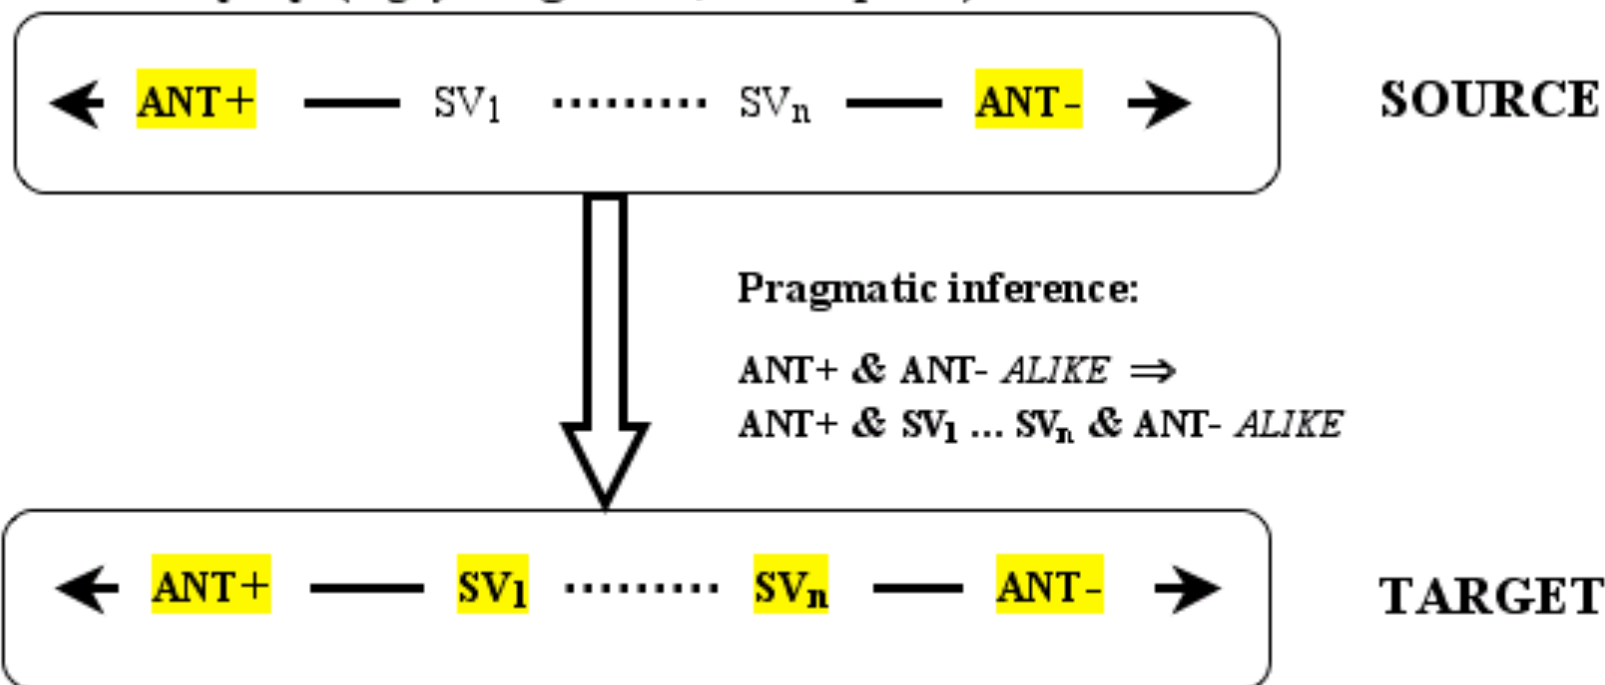 ANT+ SV1 SVn ANT- SOURCE
Pragmatic inference:
ANT+ & ANT- ALIKE ⇒
ANT+ & SV1 ... SVn & ANT- ALIKE
ANT+ SV1 SVn ANT- TARGET